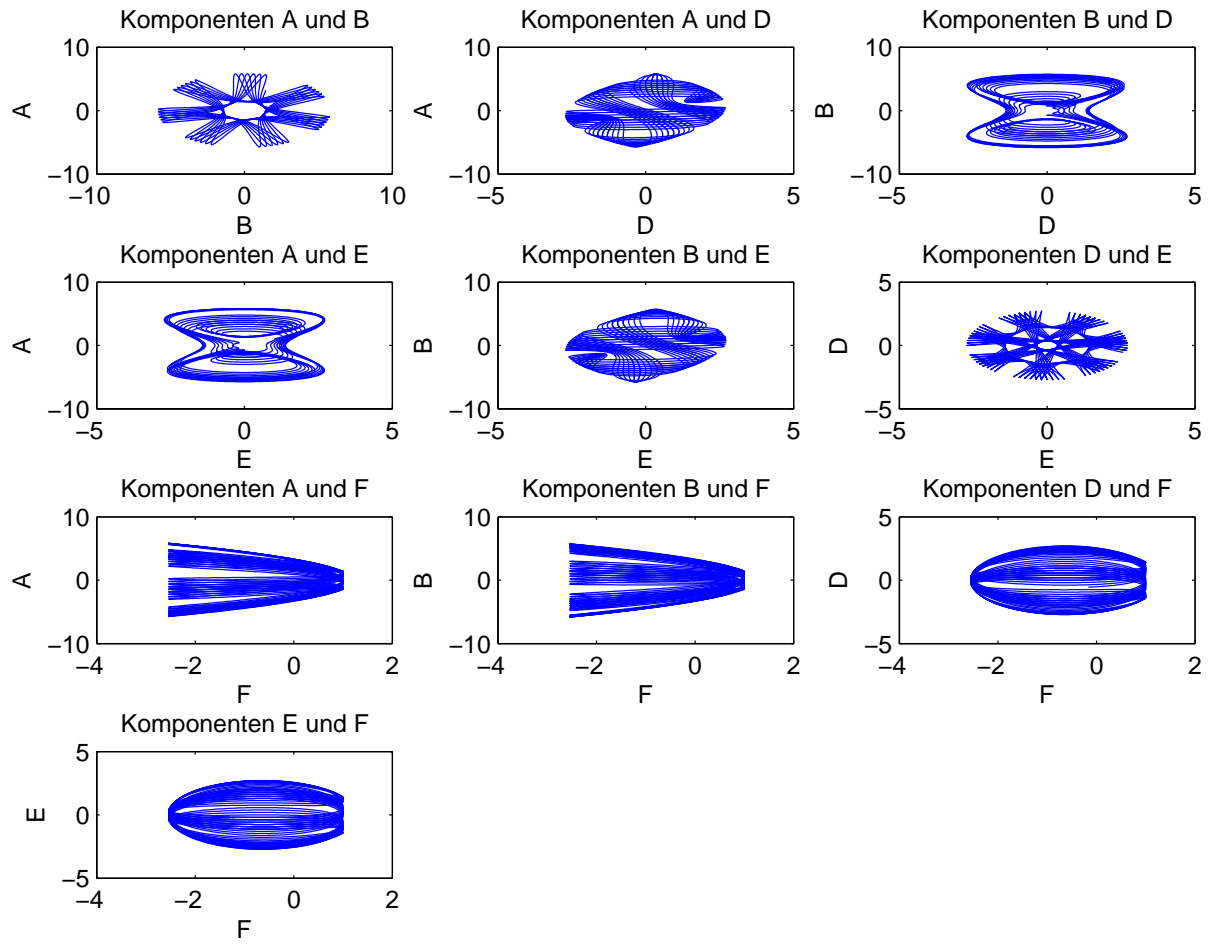 Komponenten A und B
10
0
−10
−10
0
10
A
B
Komponenten A und D
10
0
−10
−5
0
5
A
D
Komponenten B und D
10
0
−10
−5
0
5
B
D
Komponenten A und E
10
0
−10
−5
0
5
A
E
Komponenten B und E
10
0
−10
−5
0
5
B
E
Komponenten D und E
5
0
−5
−5
0
5
D
E
Komponenten A und F
10
0
−10
−4
−2
0
2
A
F
Komponenten B und F
10
0
−10
−4
−2
0
2
B
F
Komponenten D und F
5
0
−5
−4
−2
0
2
D
F
Komponenten E und F
5
0
−5
−4
−2
0
2
E
F